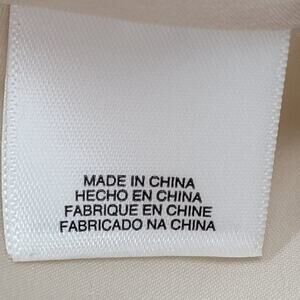 MADE IN CHINA
HECHO EN CHINA
FABRIQUE EN CHINE
FABRICADO NA CHINA